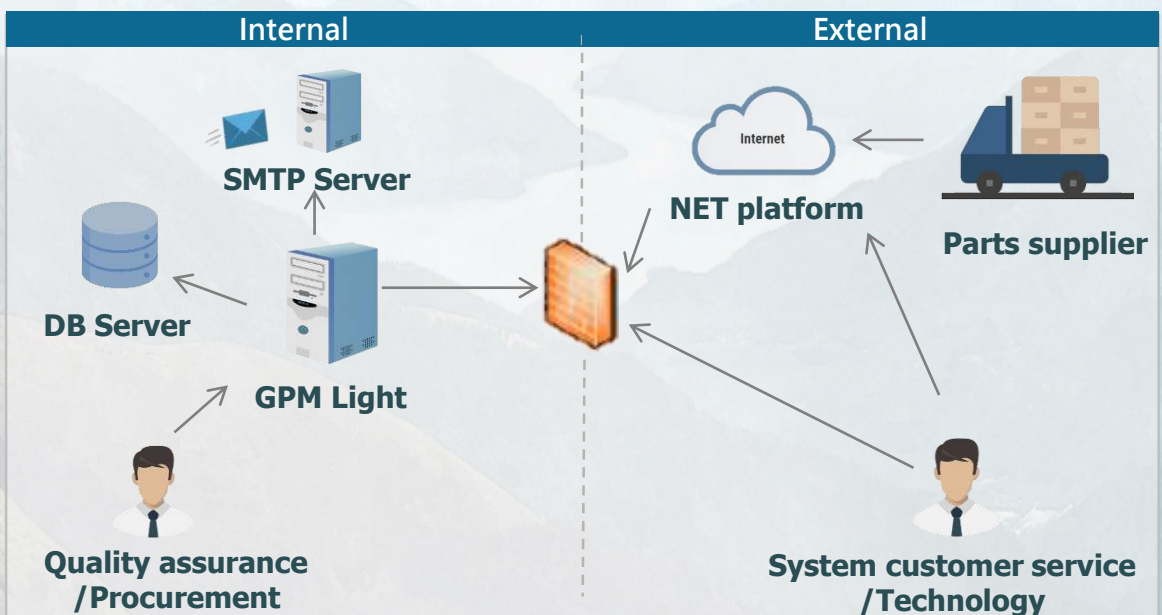 Internal
External
Internet
SMTP Server
NET platform
Parts supplier
DB Server
GPM Light
Quality assurance
/Procurement
System customer service
/Technology